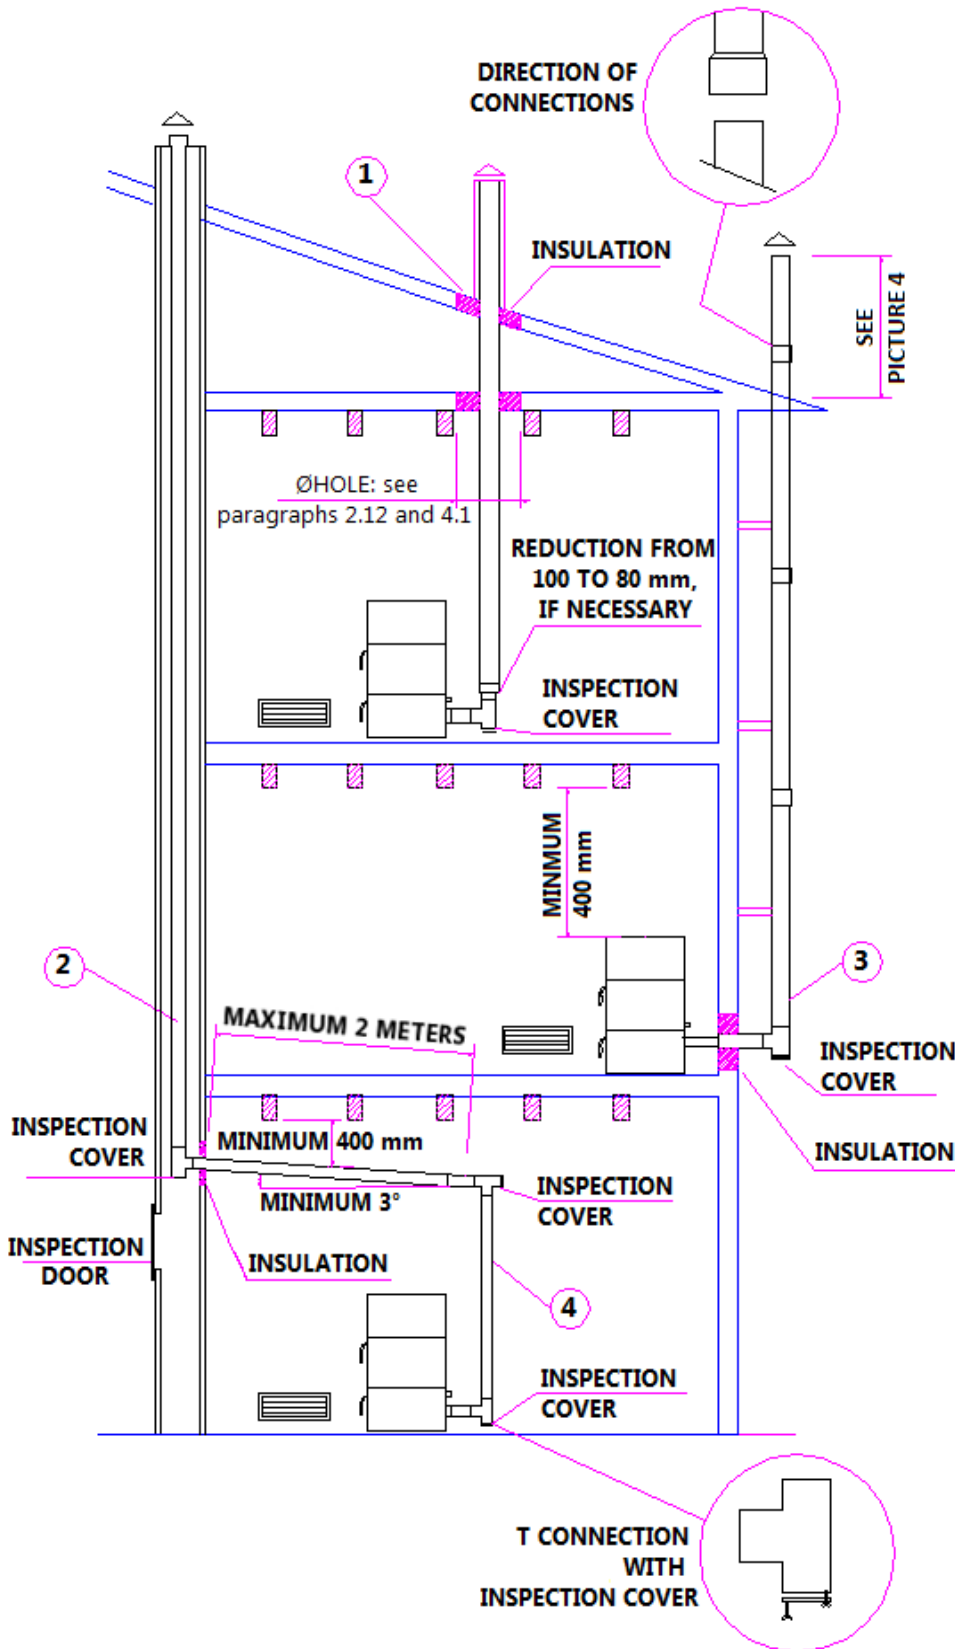 DIRECTION OF
CONNECTIONS
1
INSULATION
SEE
PICTURE 4
ØHOLE: see
paragraphs 2.12 and 4.1
REDUCTION FROM
100 TO 80 mm,
IF NECESSARY
INSPECTION
COVER
MINMUM
400 mm
2
3
MAXIMUM 2 METERS
INSPECTION
COVER
INSPECTION
COVER
MINIMUM 400 mm
INSULATION
MINIMUM 3°
INSPECTION
COVER
INSPECTION
DOOR
INSULATION
4
INSPECTION
COVER
T CONNECTION
WITH
INSPECTION COVER